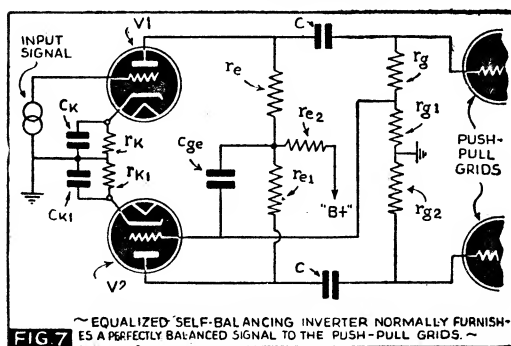 INPUT
SIGNAL
V1
C
re
rg
re2
rg1
CK
rK
cge
rK1
CK1
"B+"
re1
rg2
PUSH-
PULL
GRIDS
V2
C
~ EQUALIZED SELF-BALANCING INVERTER NORMALLY FURNISH-
ES A PERFECTLY BALANCED SIGNAL TO THE PUSH-PULL GRIDS. ~
FIG.7